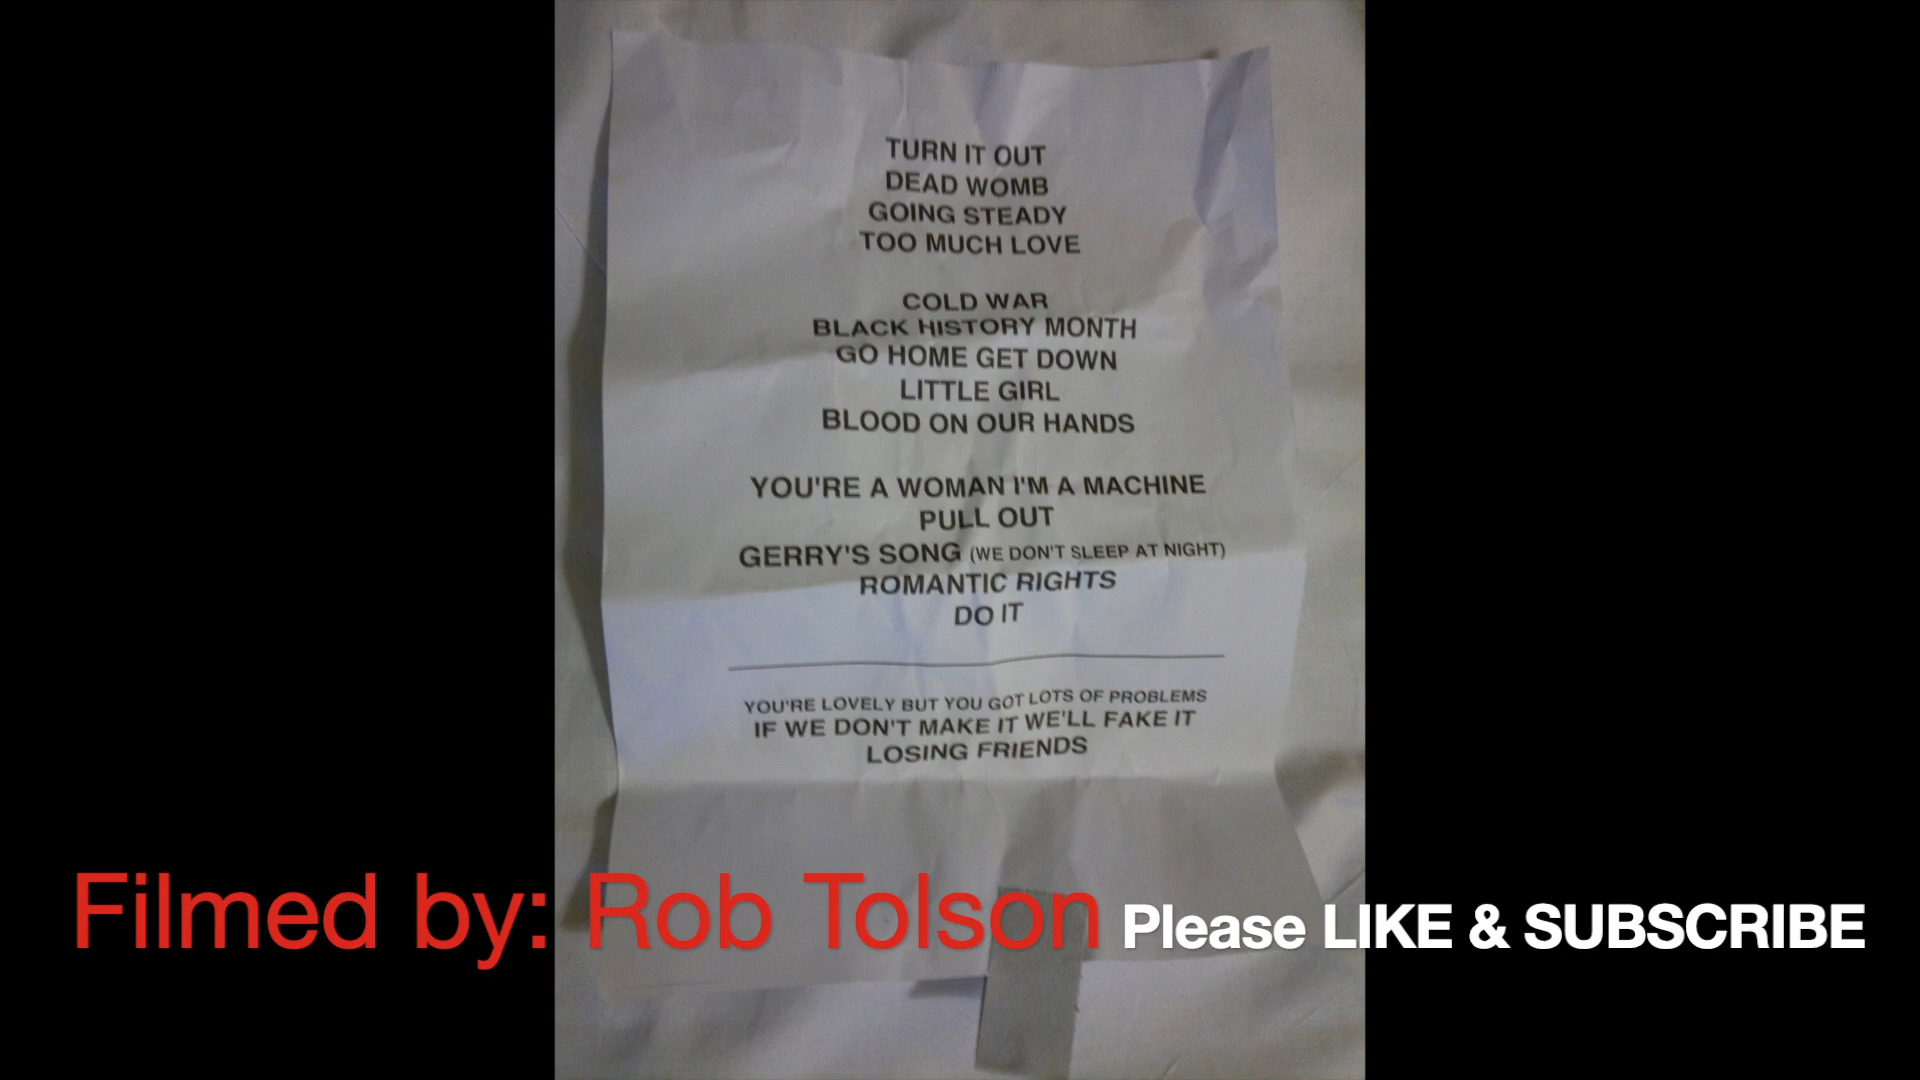 TURN IT OUT
DEAD WOMB
GOING STEADY
TOO MUCH LOVE
COLD WAR
BLACK HISTORY MONTH
GO HOME GET DOWN
LITTLE GIRL
BLOOD ON OUR HANDS
YOU'RE A WOMAN I'M A MACHINE
PULL OUT
GERRY'S SONG (WE DON'T SLEEP AT NIGHT)
ROMANTIC RIGHTS
DO IT
YOU'RE LOVELY BUT YOU GOT LOTS OF PROBLEMS
IF WE DON'T MAKE IT WE'LL FAKE IT
LOSING FRIENDS
Filmed by: Rob Tolson Please LIKE & SUBSCRIBE